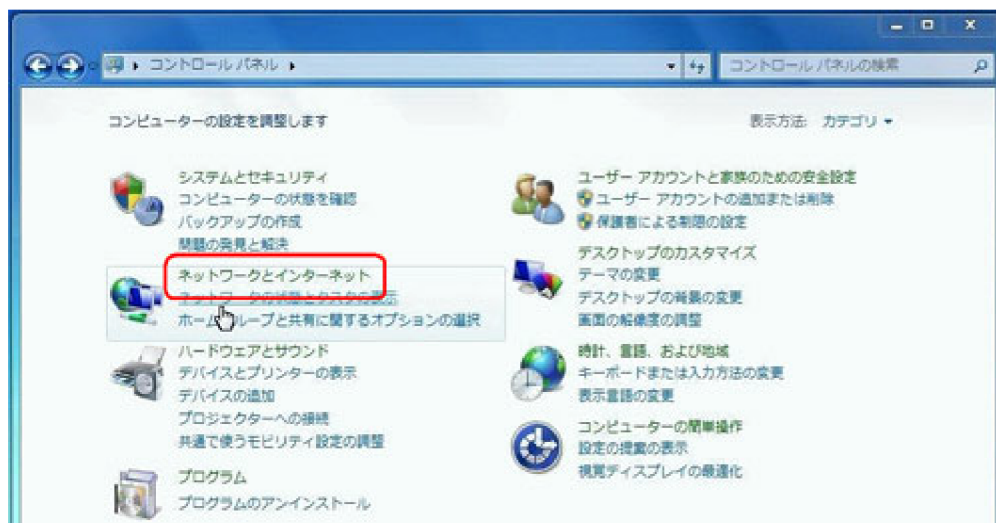 コントロール パネル
コントロール パネルの検索
コンピューターの設定を調整します
表示方法: カテゴリ
システムとセキュリティ
コンピューターの状態を確認
バックアップの作成
問題の発見と解決
ネットワークとインターネット
ネットワークの状態とタスクの表示
ホームグループと共有に関するオプションの選択
ハードウェアとサウンド
デバイスとプリンターの表示
デバイスの追加
プロジェクターへの接続
共通で使うモビリティ設定の調整
プログラム
プログラムのアンインストール
ユーザー アカウントと家族のための安全設定
ユーザー アカウントの追加または削除
保護者による制限の設定
デスクトップのカスタマイズ
テーマの変更
デスクトップの背景の変更
画面の解像度の調整
時計、言語、および地域
キーボードまたは入力方法の変更
表示言語の変更
コンピューターの簡単操作
設定の提案の表示
視覚ディスプレイの最適化